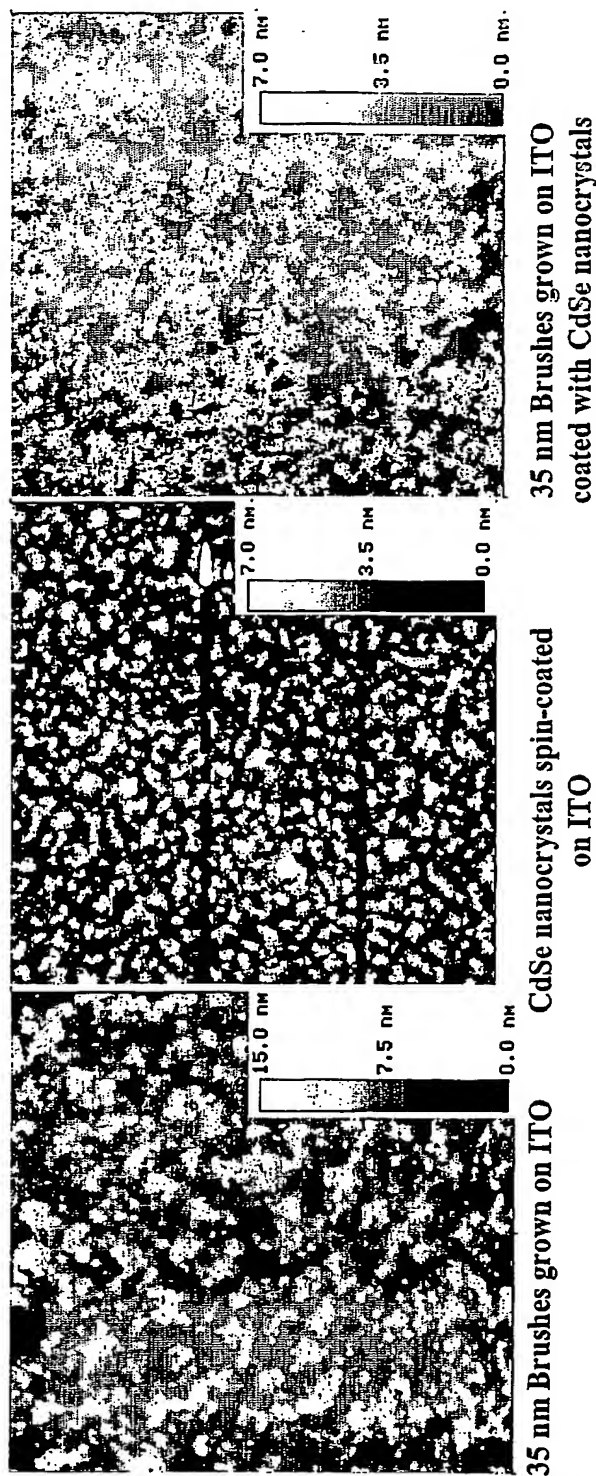 15.0 nM
7.5 nM
0.0 nM
35 nm Brushes grown on ITO
7.0 nM
3.5 nM
0.0 nM
CdSe nanocrystals spin-coated
on ITO
7.0 nM
3.5 nM
0.0 nM
35 nm Brushes grown on ITO
coated with CdSe nanocrystals